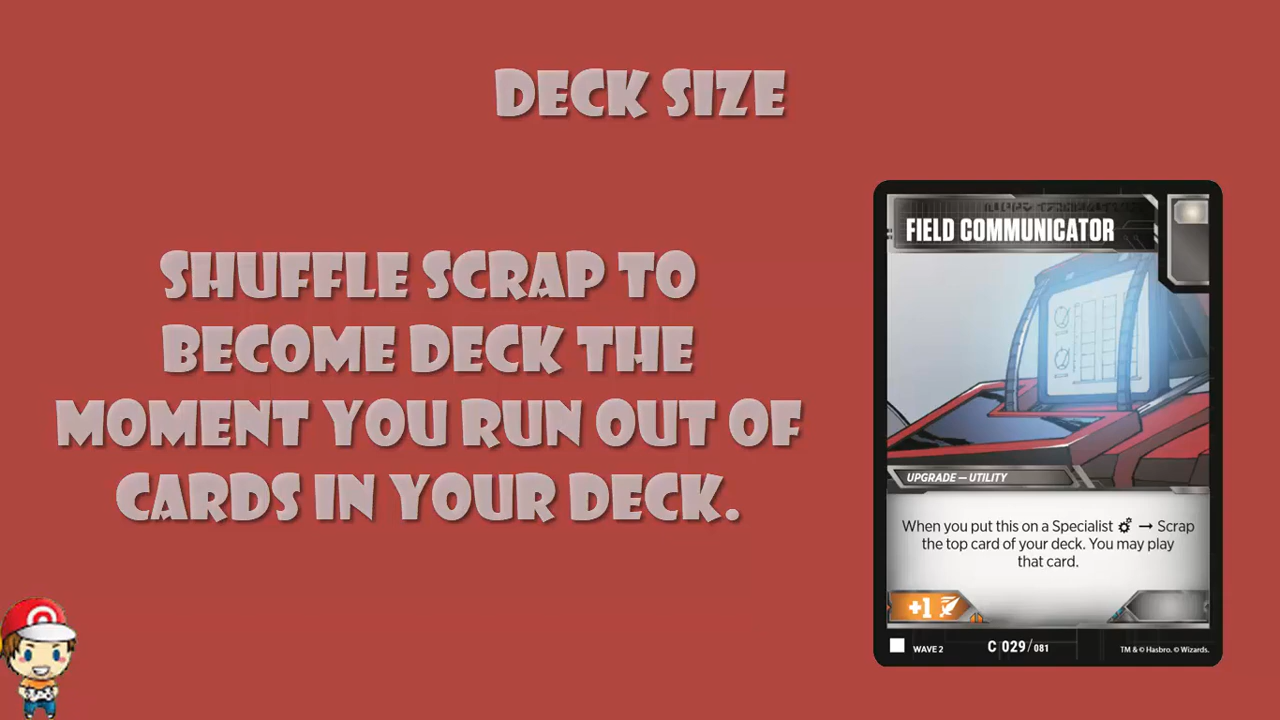 DECK SIZE
SHUFFLE SCRAP TO
BECOME DECK THE
MOMENT YOU RUN OUT OF
CARDS IN YOUR DECK.
FIELD COMMUNICATOR
UPGRADE – UTILITY
When you put this on a Specialist → Scrap
the top card of your deck. You may play
that card.
+1
WAVE 2
C 029/081
TM & © Hasbro. © Wizards.